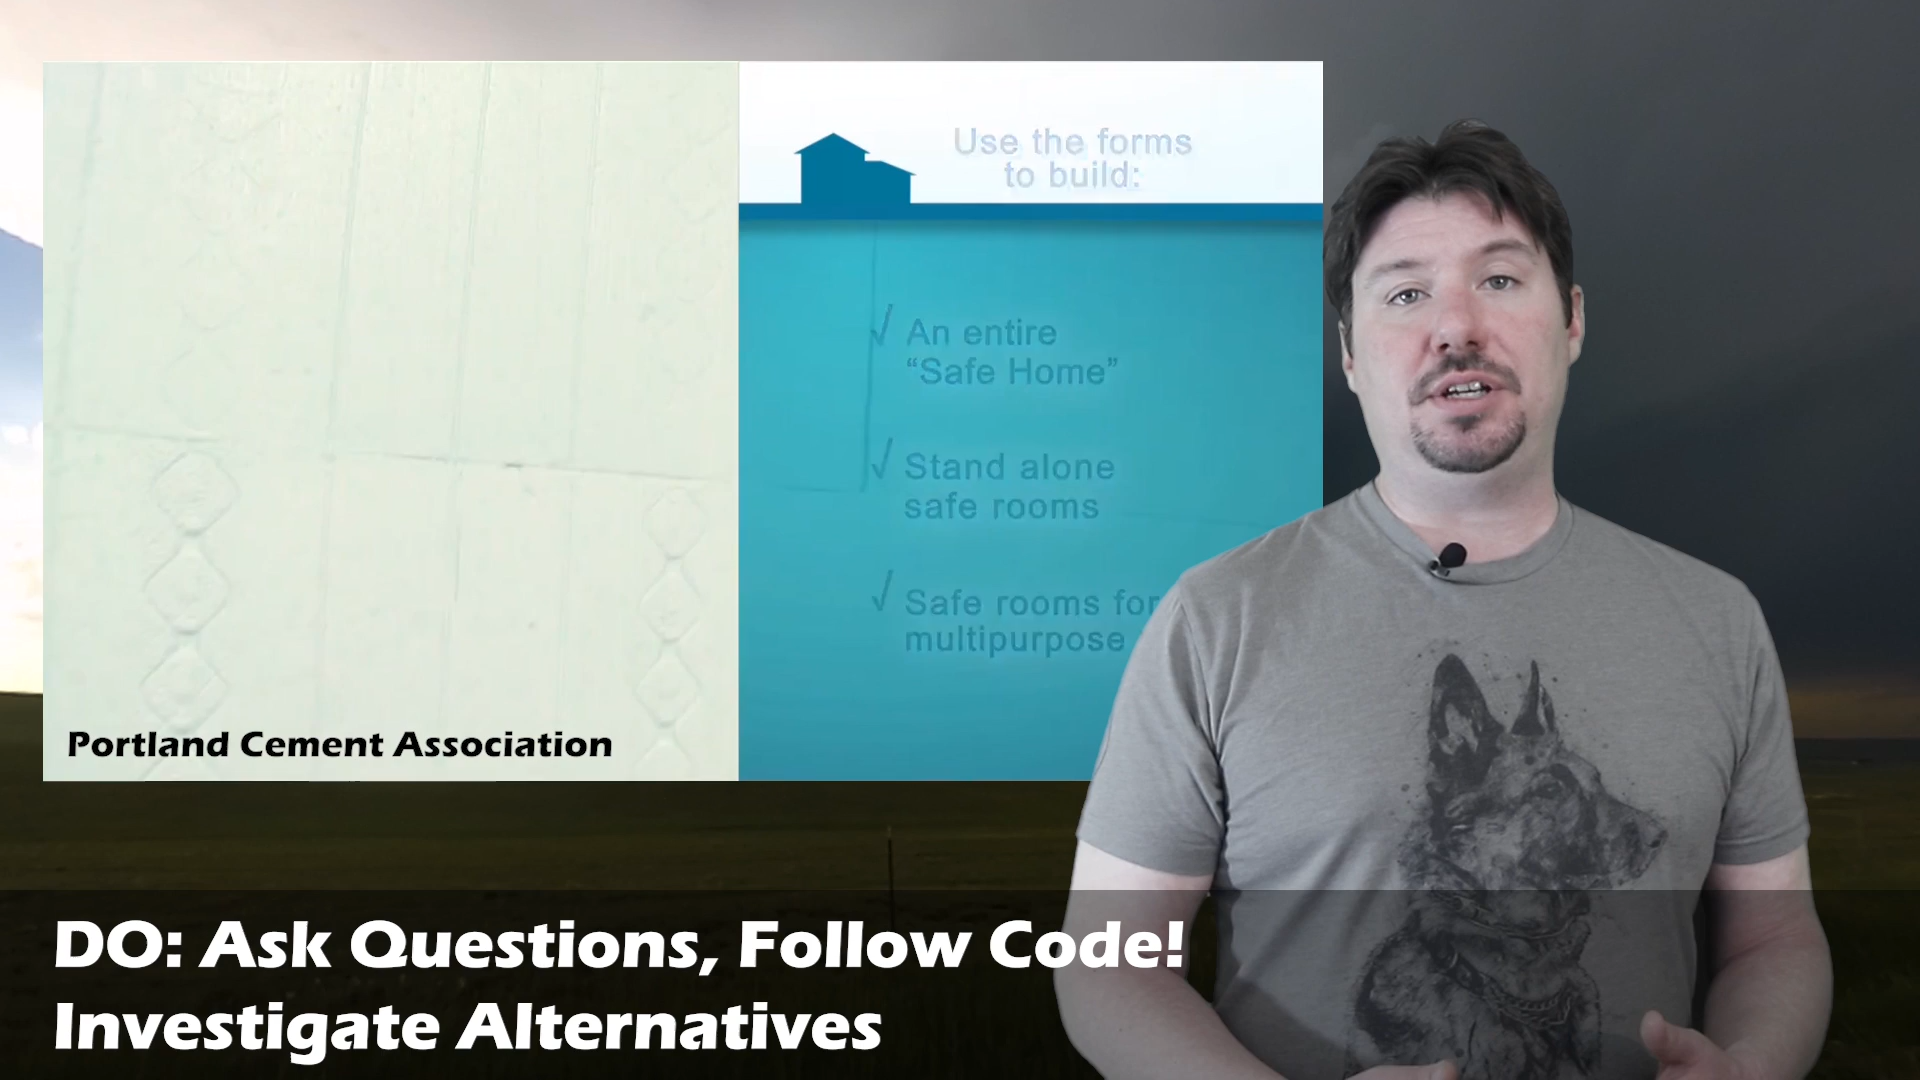 Use the forms
to build:
√ An entire
“Safe Home”
√ Stand alone
safe rooms
√ Safe rooms for
multipurpose
Portland Cement Association
DO: Ask Questions, Follow Code!
Investigate Alternatives